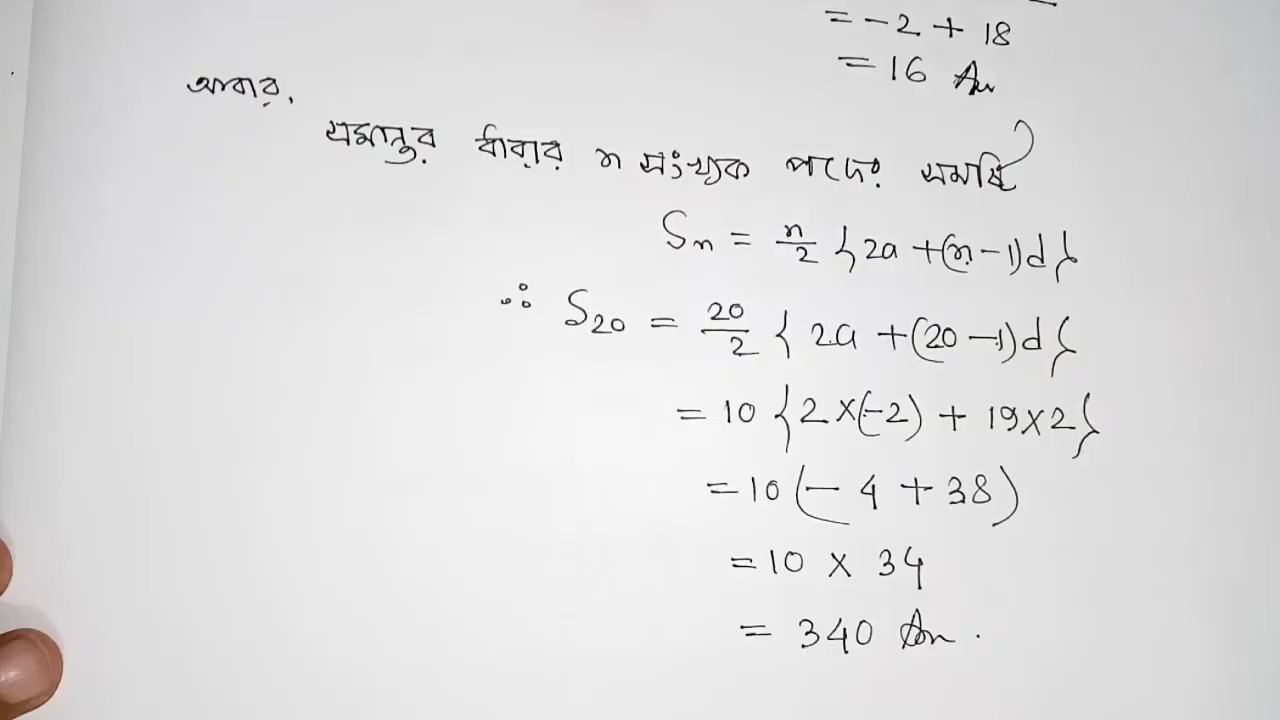 = - 2 + 18
= 16 An
আবার,
সমান্তর ধারার n সংখ্যক পদের সমষ্টি
Sₙ = n/2 {2a + (n - 1)d}
∴ S₂₀ = 20/2 {2a + (20 - 1)d}
= 10 {2 × (-2) + 19 × 2}
= 10 (- 4 + 38)
= 10 × 34
= 340 An.